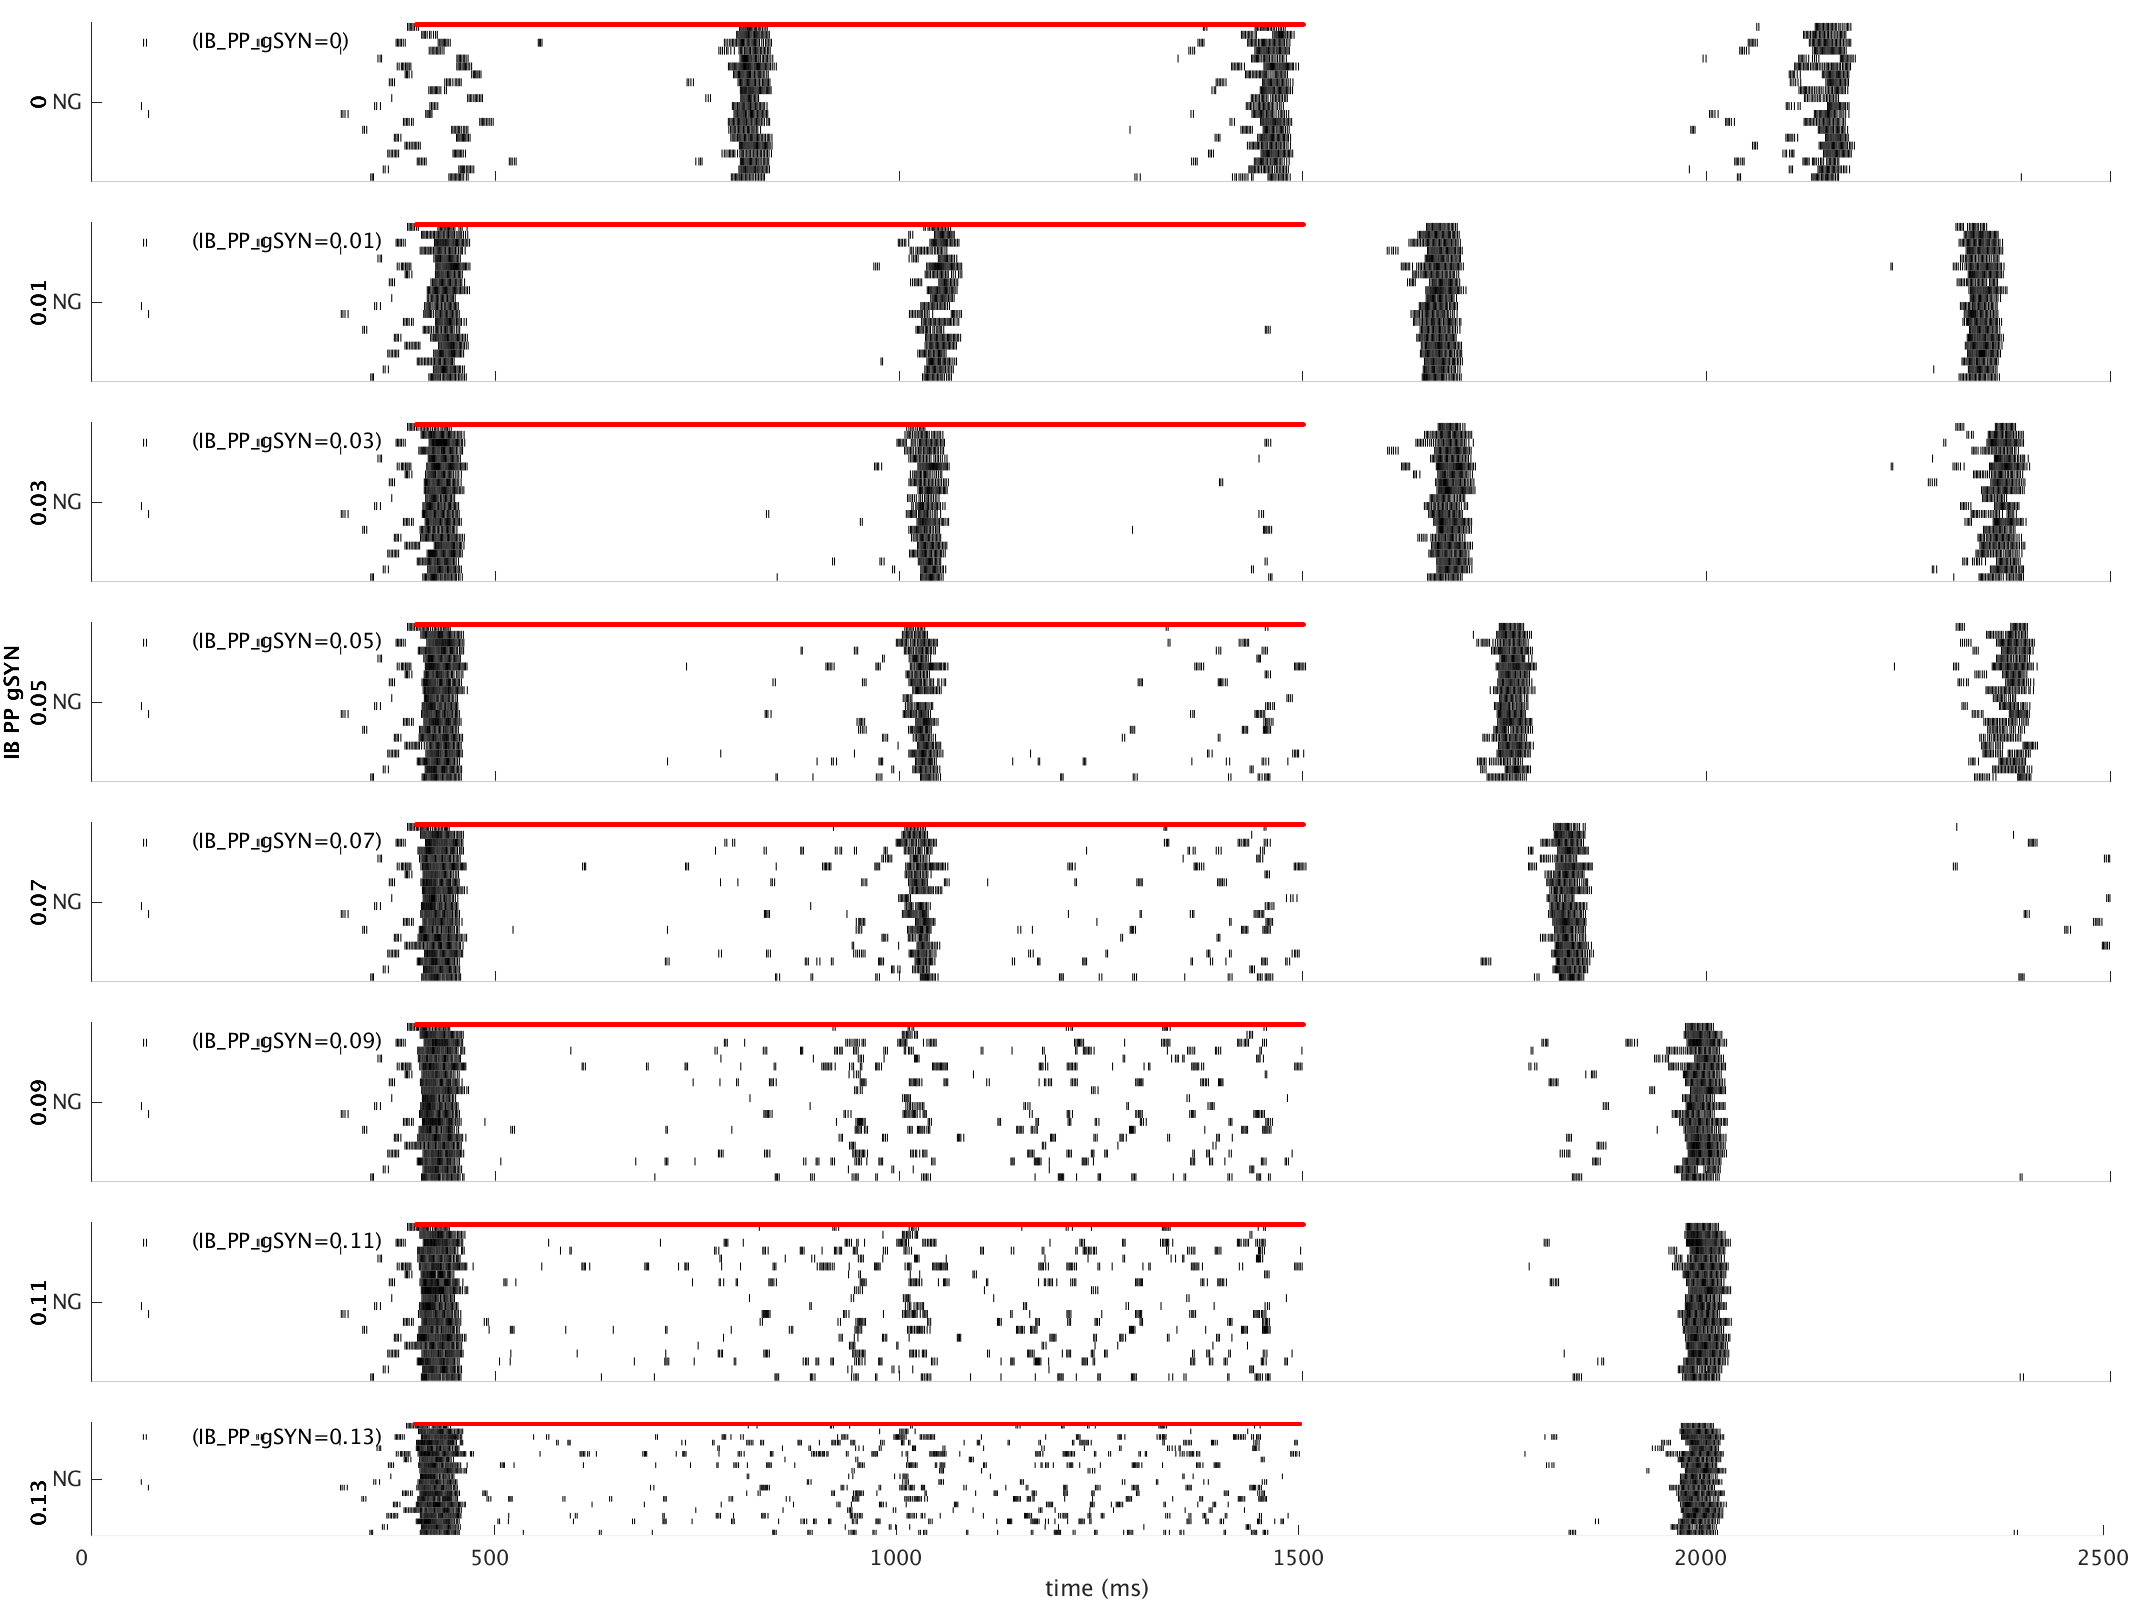 IB PP gSYN
0 NG (IB_PP_gSYN=0)
0.01 NG (IB_PP_gSYN=0.01)
0.03 NG (IB_PP_gSYN=0.03)
0.05 NG (IB_PP_gSYN=0.05)
0.07 NG (IB_PP_gSYN=0.07)
0.09 NG (IB_PP_gSYN=0.09)
0.11 NG (IB_PP_gSYN=0.11)
0.13 NG (IB_PP_gSYN=0.13)
0 500 1000 1500 2000 2500
time (ms)